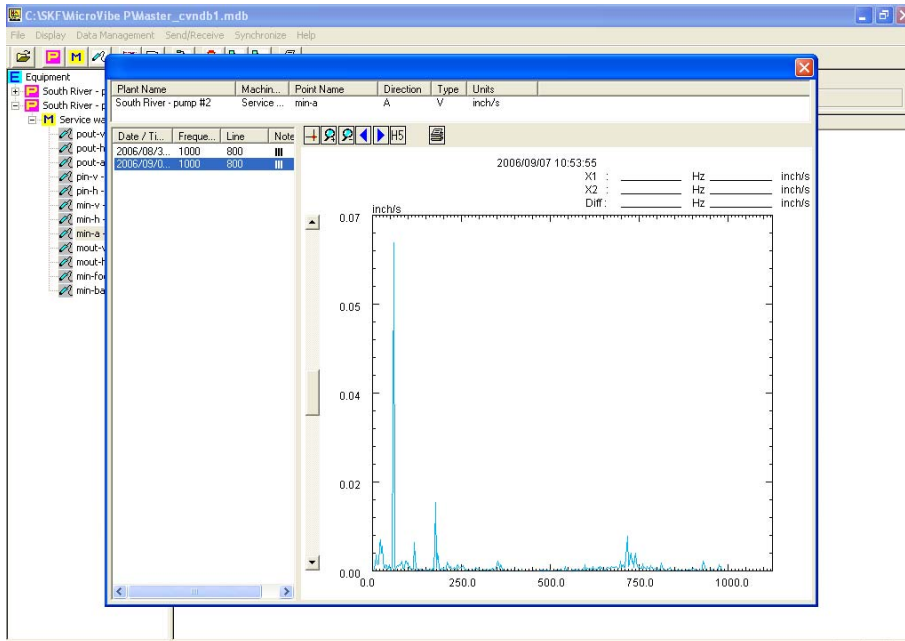 C:\SKF\MicroVibe P\Master_cvndb1.mdb
File Display Data Management Send/Receive Synchronize Help
P M
E Equipment
P South River - p
P South River - p
M Service wa
pout-v
pout-h
pout-a
pin-v -
pin-h -
min-v -
min-h -
min-a -
mout-v
mout-h
min-fo
min-ba
Plant Name Machin... Point Name Direction Type Units
South River - pump #2 Service ... min-a A V inch/s
Date / Ti... Freque... Line Note
2006/08/3... 1000 800
2006/09/0... 1000 800
H5
2006/09/07 10:53:55
X1 : Hz inch/s
X2 : Hz inch/s
Diff : Hz inch/s
inch/s
0.07
0.05
0.04
0.02
0.00
0.0 250.0 500.0 750.0 1000.0